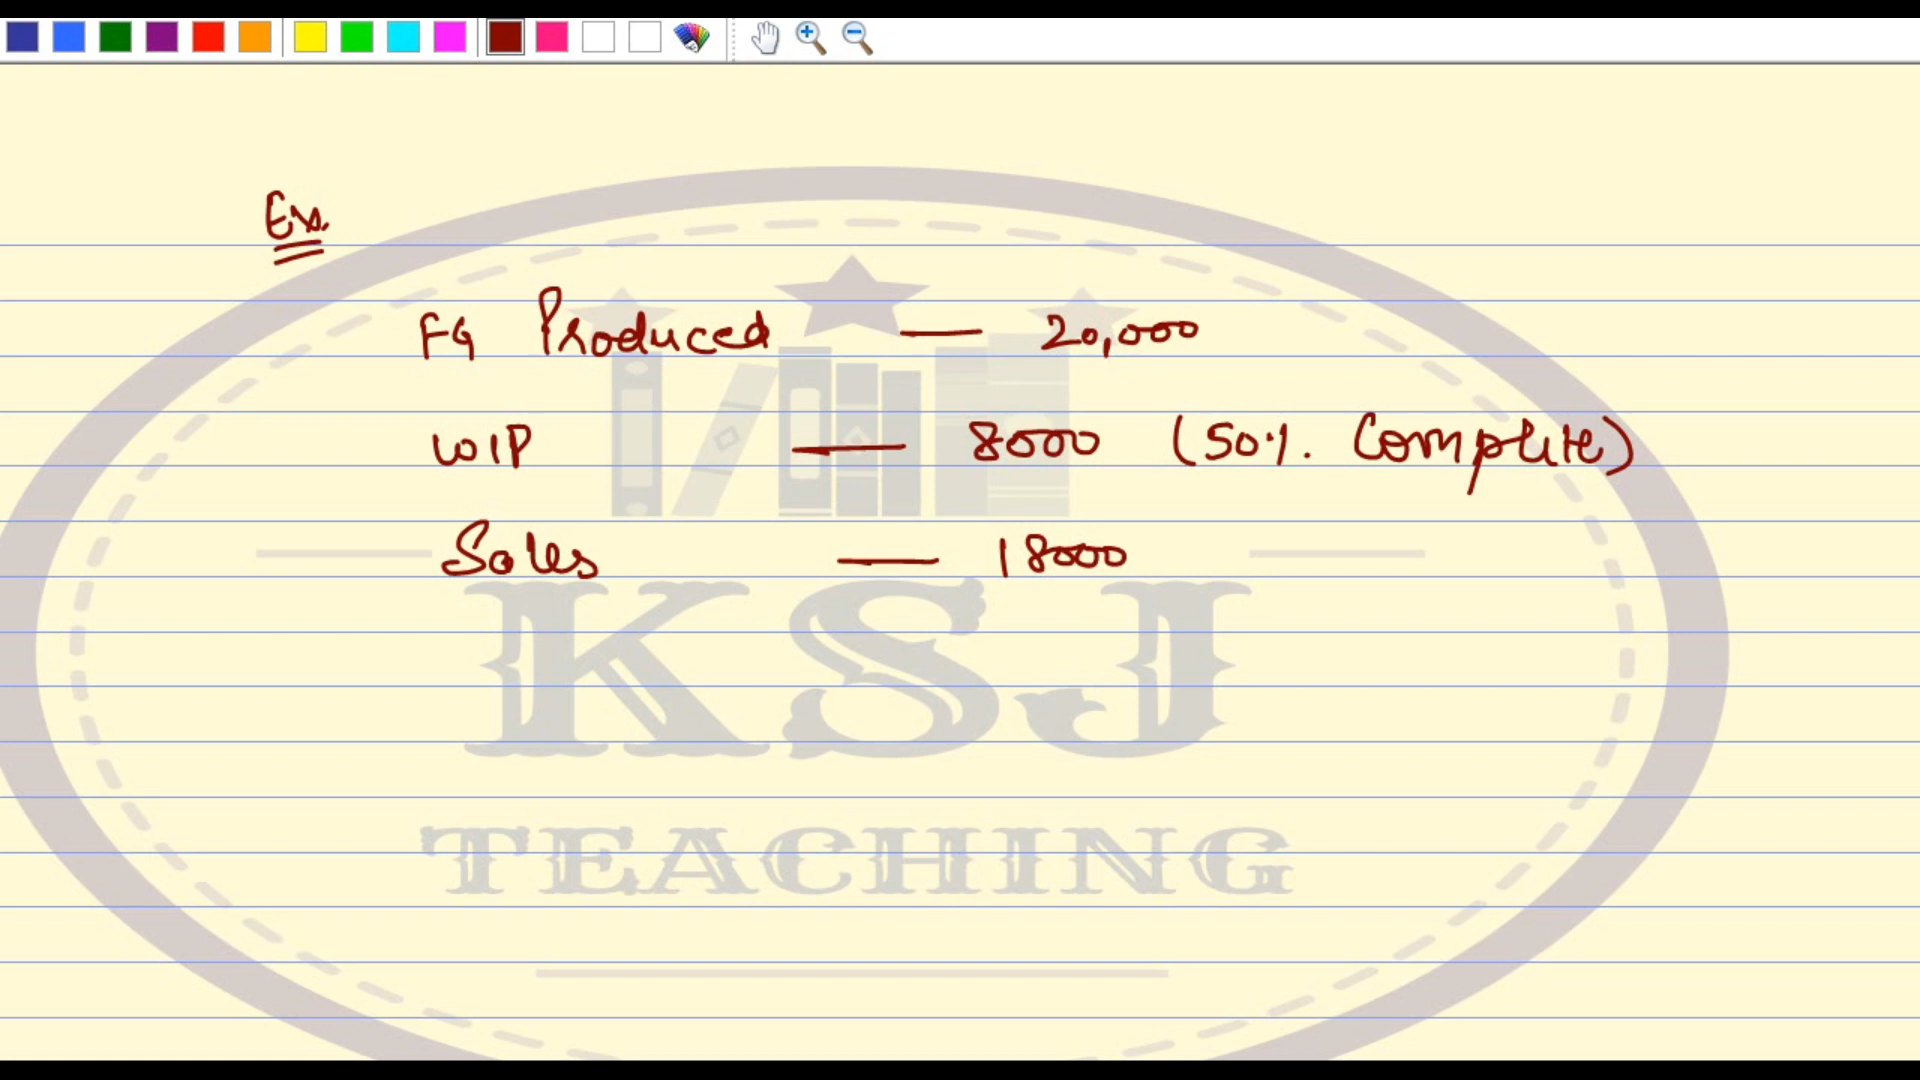 Ex.
FG Produced — 20,000
WIP — 8000 (50%. Complete)
Sales — 18000
KSJ
TEACHING